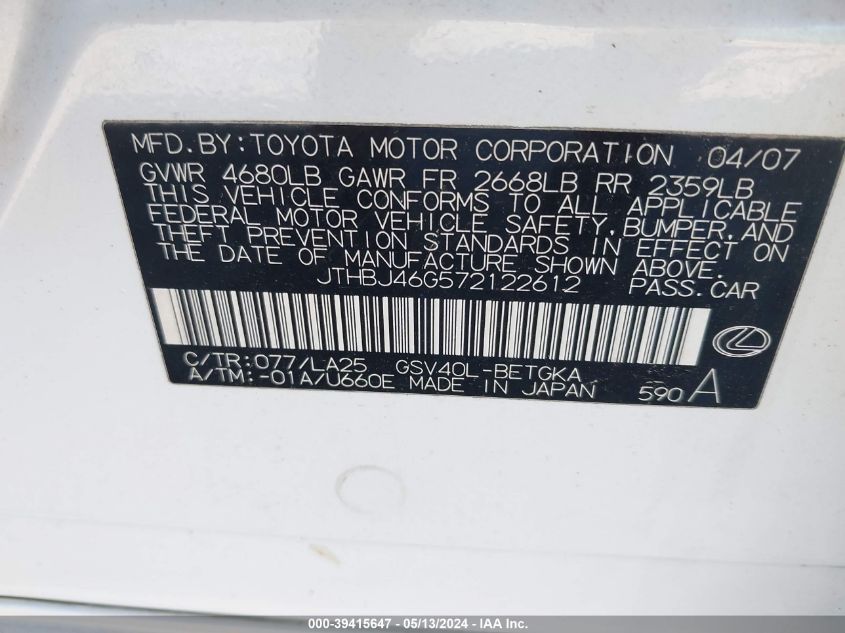 MFD. BY: TOYOTA MOTOR CORPORATION 04/07
GVWR 4680LB GAWR FR 2668LB RR 2359LB
THIS VEHICLE CONFORMS TO ALL APPLICABLE
FEDERAL MOTOR VEHICLE SAFETY, BUMPER, AND
THEFT PREVENTION STANDARDS IN EFFECT ON
THE DATE OF MANUFACTURE SHOWN ABOVE.
JTHBJ46G572122612 PASS. CAR
C/TR: 077/LA25 GSV40L-BETGKA
A/TM: -01A/U660E MADE IN JAPAN 590 A
000-39415647 - 05/13/2024 - IAA Inc.